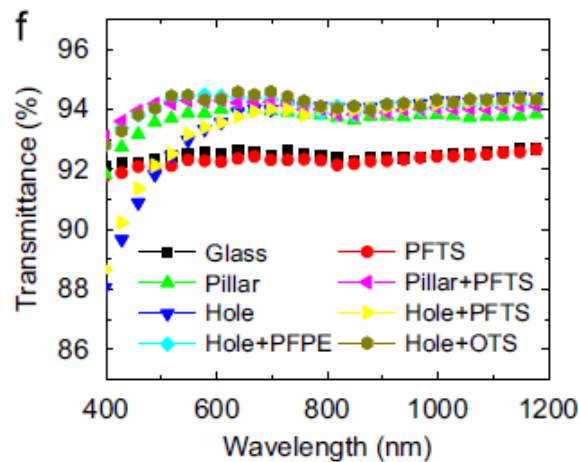 f
96
94
92
90
88
86
Transmittance (%)
Glass
PFTS
Pillar
Pillar+PFTS
Hole
Hole+PFTS
Hole+PFPE
Hole+OTS
400 600 800 1000 1200
Wavelength (nm)